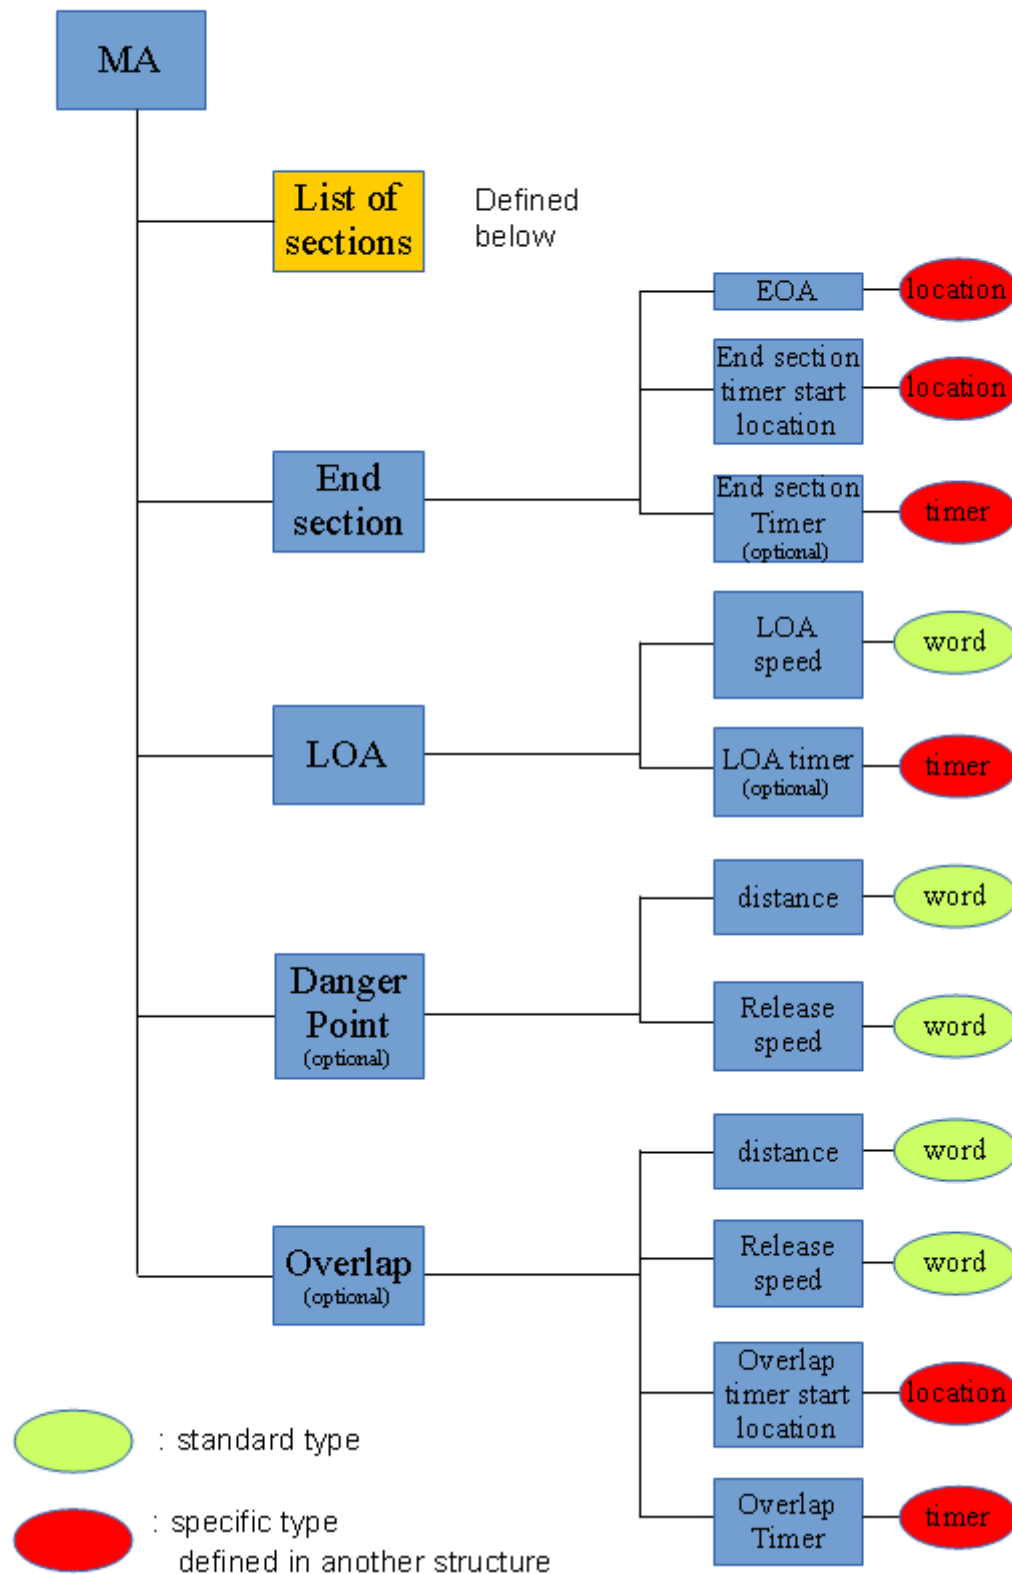 MA
List of
sections
Defined
below
EOA
location
End section
timer start
location
location
End
section
End section
Timer
(optional)
timer
LOA
speed
word
LOA
LOA timer
(optional)
timer
distance
word
Danger
Point
(optional)
Release
speed
word
distance
word
Overlap
(optional)
Release
speed
word
Overlap
timer start
location
location
Overlap
Timer
timer
: standard type
: specific type
defined in another structure